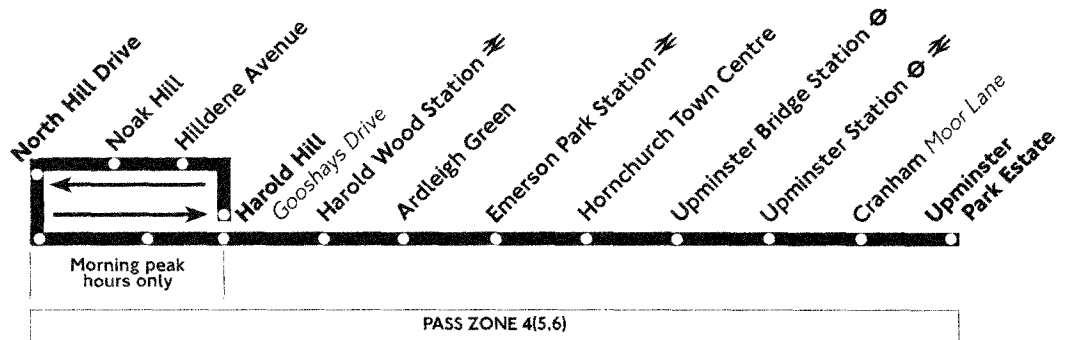 North Hill Drive
Noak Hill
Hilldene Avenue
Harold Hill
Gooshays Drive
Harold Wood Station
Ardleigh Green
Emerson Park Station
Hornchurch Town Centre
Upminster Bridge Station
Upminster Station
Cranham Moor Lane
Upminster
Park Estate
Morning peak
hours only
PASS ZONE 4(5,6)